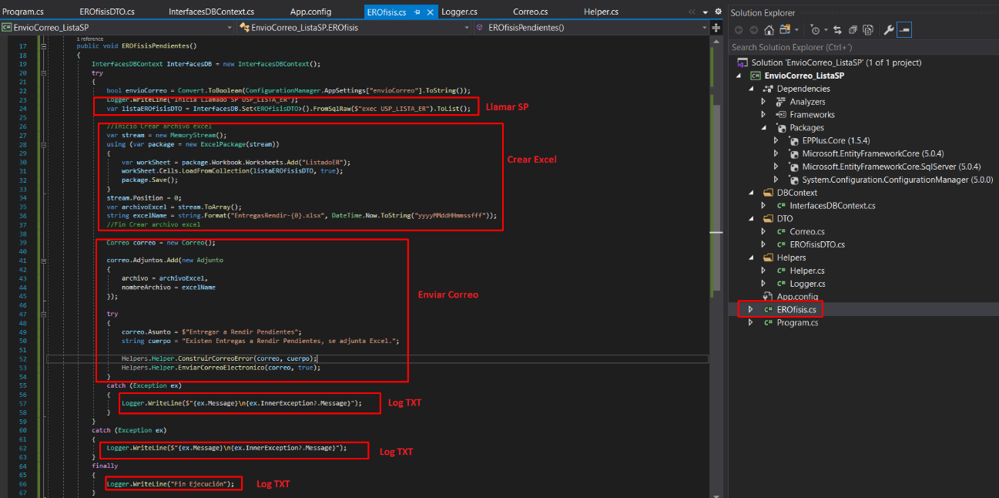 Program.cs EROfisisDTO.cs InterfacesDBContext.cs App.config EROfisis.cs Logger.cs Correo.cs Helper.cs
EnvioCorreo_ListaSP EnvioCorreo_ListaSP.EROfisis EROfisisPendientes()
1 reference
17 public void EROfisisPendientes()
18 {
19 InterfacesDBContext InterfacesDB = new InterfacesDBContext();
20 try
21 {
22 bool envioCorreo = Convert.ToBoolean(ConfigurationManager.AppSettings["envioCorreo"].ToString());
23 Logger.WriteLine("Inicia Llamado SP USP_LISTA_ER");
24 var listaEROfisisDTO = InterfacesDB.Set<EROfisisDTO>().FromSqlRaw($"exec USP_LISTA_ER").ToList();
Llamar SP
25
26 //Inicio Crear archivo excel
27 var stream = new MemoryStream();
28 using (var package = new ExcelPackage(stream))
29 {
30 var workSheet = package.Workbook.Worksheets.Add("ListadoER");
Crear Excel
31 workSheet.Cells.LoadFromCollection(listaEROfisisDTO, true);
32 package.Save();
33 }
34 stream.Position = 0;
35 var archivoExcel = stream.ToArray();
36 string excelName = string.Format("EntregasRendir-{0}.xlsx", DateTime.Now.ToString("yyyyMMddHHmmssfff"));
37 //Fin Crear archivo excel
38
39 Correo correo = new Correo();
40
41 correo.Adjuntos.Add(new Adjunto
42 {
43 archivo = archivoExcel,
44 nombreArchivo = excelName
45 });
Enviar Correo
46
47 try
48 {
49 correo.Asunto = $"Entregar a Rendir Pendientes";
50 string cuerpo = "Existen Entregas a Rendir Pendientes, se adjunta Excel.";
51
52 Helpers.Helper.ConstruirCorreoError(correo, cuerpo);
53 Helpers.Helper.EnviarCorreoElectronico(correo, true);
54 }
55 catch (Exception ex)
56 {
57 Logger.WriteLine($"{ex.Message}\n{ex.InnerException?.Message}");
Log TXT
58 }
59 }
60 catch (Exception ex)
61 {
62 Logger.WriteLine($"{ex.Message}\n{ex.InnerException?.Message}");
Log TXT
63 }
64 finally
65 {
66 Logger.WriteLine("Fin Ejecución");
Log TXT
67 }
Solution Explorer
Search Solution Explorer (Ctrl+¨)
Solution 'EnvioCorreo_ListaSP' (1 of 1 project)
EnvioCorreo_ListaSP
Dependencies
Analyzers
Frameworks
Packages
EPPlus.Core (1.5.4)
Microsoft.EntityFrameworkCore (5.0.4)
Microsoft.EntityFrameworkCore.SqlServer (5.0.4)
System.Configuration.ConfigurationManager (5.0.0)
DBContext
C# InterfacesDBContext.cs
DTO
C# Correo.cs
C# EROfisisDTO.cs
Helpers
C# Helper.cs
C# Logger.cs
App.config
C# EROfisis.cs
C# Program.cs